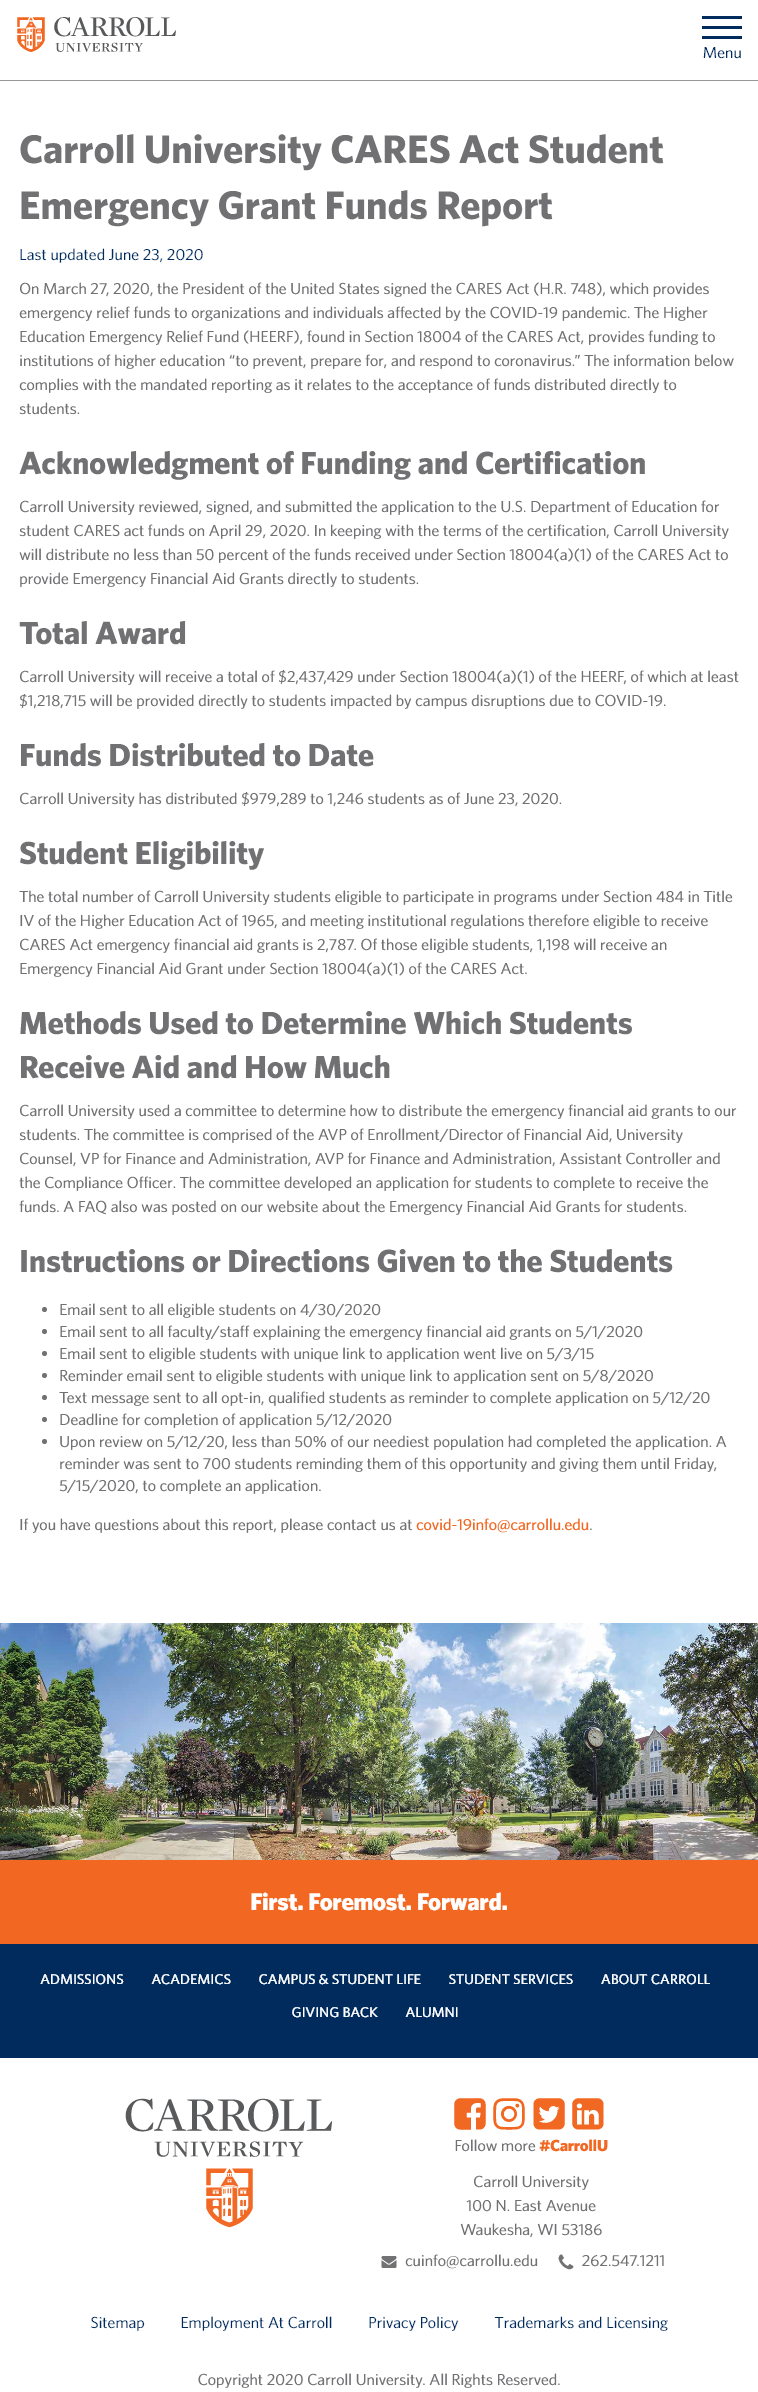 CARROLL
UNIVERSITY
Menu
Carroll University CARES Act Student
Emergency Grant Funds Report
Last updated June 23, 2020
On March 27, 2020, the President of the United States signed the CARES Act (H.R. 748), which provides
emergency relief funds to organizations and individuals affected by the COVID-19 pandemic. The Higher
Education Emergency Relief Fund (HEERF), found in Section 18004 of the CARES Act, provides funding to
institutions of higher education “to prevent, prepare for, and respond to coronavirus.” The information below
complies with the mandated reporting as it relates to the acceptance of funds distributed directly to
students.
Acknowledgment of Funding and Certification
Carroll University reviewed, signed, and submitted the application to the U.S. Department of Education for
student CARES act funds on April 29, 2020. In keeping with the terms of the certification, Carroll University
will distribute no less than 50 percent of the funds received under Section 18004(a)(1) of the CARES Act to
provide Emergency Financial Aid Grants directly to students.
Total Award
Carroll University will receive a total of $2,437,429 under Section 18004(a)(1) of the HEERF, of which at least
$1,218,715 will be provided directly to students impacted by campus disruptions due to COVID-19.
Funds Distributed to Date
Carroll University has distributed $979,289 to 1,246 students as of June 23, 2020.
Student Eligibility
The total number of Carroll University students eligible to participate in programs under Section 484 in Title
IV of the Higher Education Act of 1965, and meeting institutional regulations therefore eligible to receive
CARES Act emergency financial aid grants is 2,787. Of those eligible students, 1,198 will receive an
Emergency Financial Aid Grant under Section 18004(a)(1) of the CARES Act.
Methods Used to Determine Which Students
Receive Aid and How Much
Carroll University used a committee to determine how to distribute the emergency financial aid grants to our
students. The committee is comprised of the AVP of Enrollment/Director of Financial Aid, University
Counsel, VP for Finance and Administration, AVP for Finance and Administration, Assistant Controller and
the Compliance Officer. The committee developed an application for students to complete to receive the
funds. A FAQ also was posted on our website about the Emergency Financial Aid Grants for students.
Instructions or Directions Given to the Students
• Email sent to all eligible students on 4/30/2020
• Email sent to all faculty/staff explaining the emergency financial aid grants on 5/1/2020
• Email sent to eligible students with unique link to application went live on 5/3/15
• Reminder email sent to eligible students with unique link to application sent on 5/8/2020
• Text message sent to all opt-in, qualified students as reminder to complete application on 5/12/20
• Deadline for completion of application 5/12/2020
• Upon review on 5/12/20, less than 50% of our neediest population had completed the application. A
reminder was sent to 700 students reminding them of this opportunity and giving them until Friday,
5/15/2020, to complete an application.
If you have questions about this report, please contact us at covid-19info@carrollu.edu.
First. Foremost. Forward.
ADMISSIONS ACADEMICS CAMPUS & STUDENT LIFE STUDENT SERVICES ABOUT CARROLL
GIVING BACK ALUMNI
CARROLL
UNIVERSITY
Follow more #CarrollU
Carroll University
100 N. East Avenue
Waukesha, WI 53186
cuinfo@carrollu.edu 262.547.1211
Sitemap Employment At Carroll Privacy Policy Trademarks and Licensing
Copyright 2020 Carroll University. All Rights Reserved.